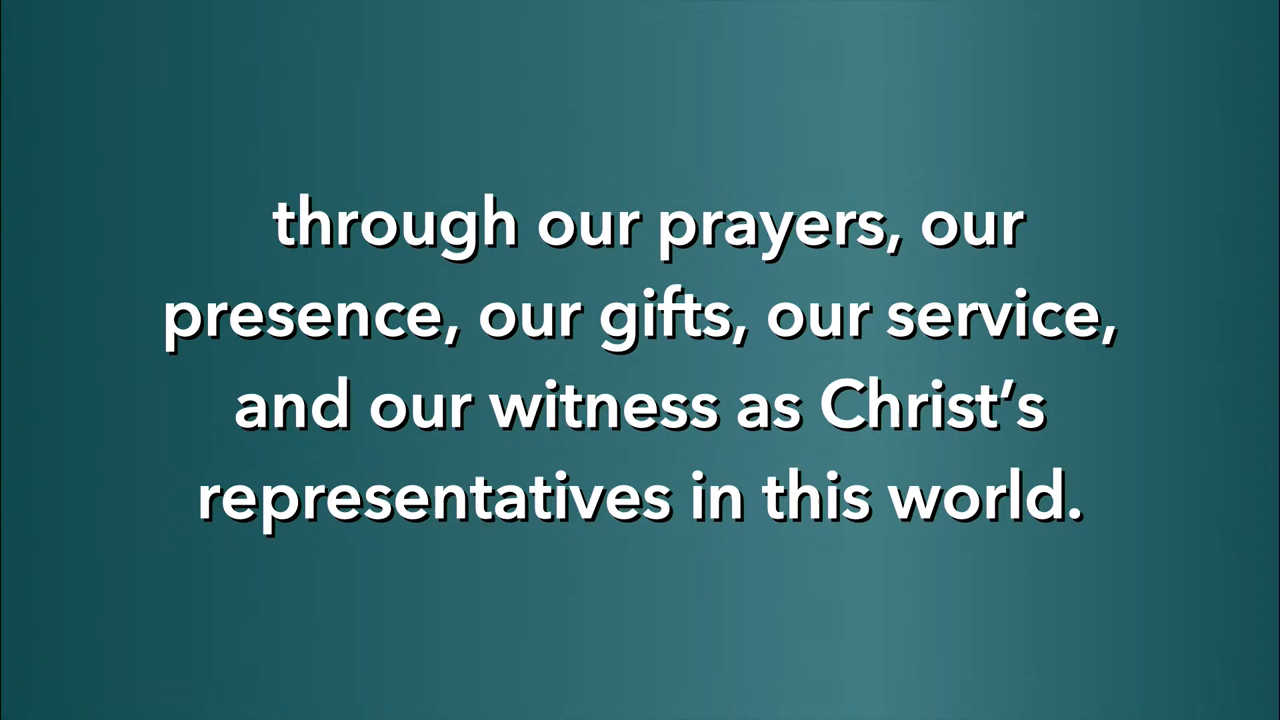 through our prayers, our
presence, our gifts, our service,
and our witness as Christ’s
representatives in this world.